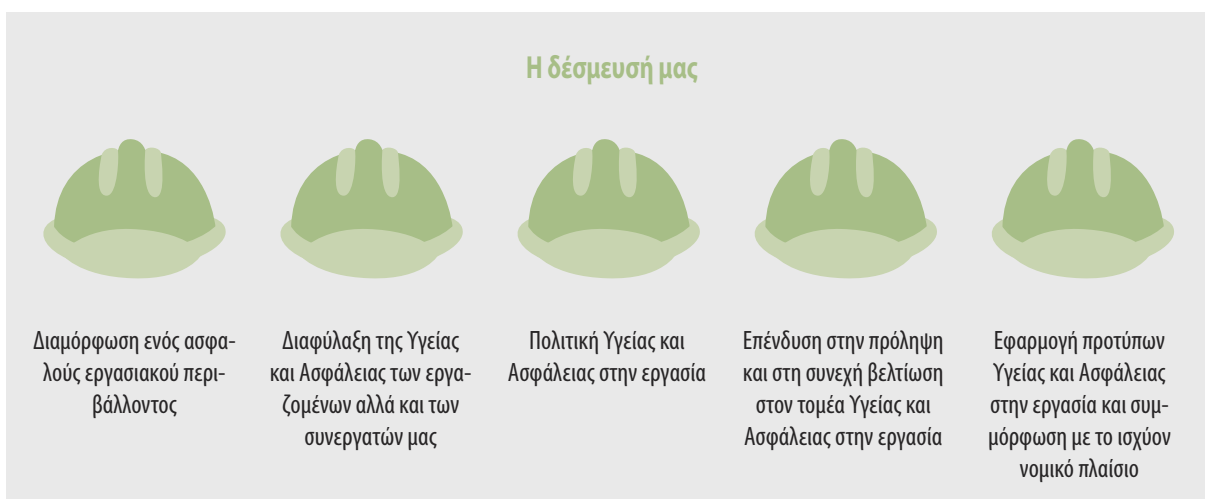 Η δέσμευσή μας
Διαμόρφωση ενός ασφα-
λούς εργασιακού περι-
βάλλοντος
Διαφύλαξη της Υγείας
και Ασφάλειας των εργα-
ζομένων αλλά και των
συνεργατών μας
Πολιτική Υγείας και
Ασφάλειας στην εργασία
Επένδυση στην πρόληψη
και στη συνεχή βελτίωση
στον τομέα Υγείας και
Ασφάλειας στην εργασία
Εφαρμογή προτύπων
Υγείας και Ασφάλειας
στην εργασία και συμ-
μόρφωση με το ισχύον
νομικό πλαίσιο